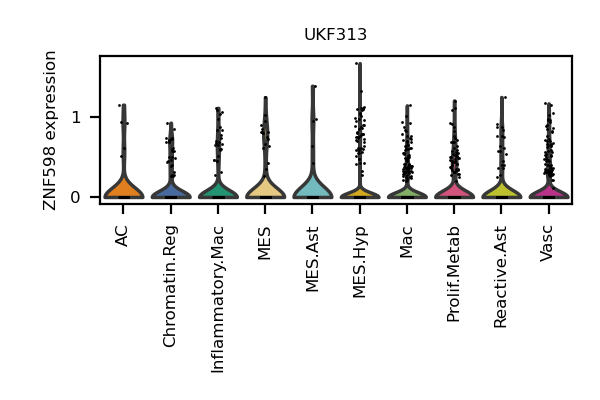 UKF313
ZNF598 expression
1
0
AC
Chromatin.Reg
Inflammatory.Mac
MES
MES.Ast
MES.Hyp
Mac
Prolif.Metab
Reactive.Ast
Vasc